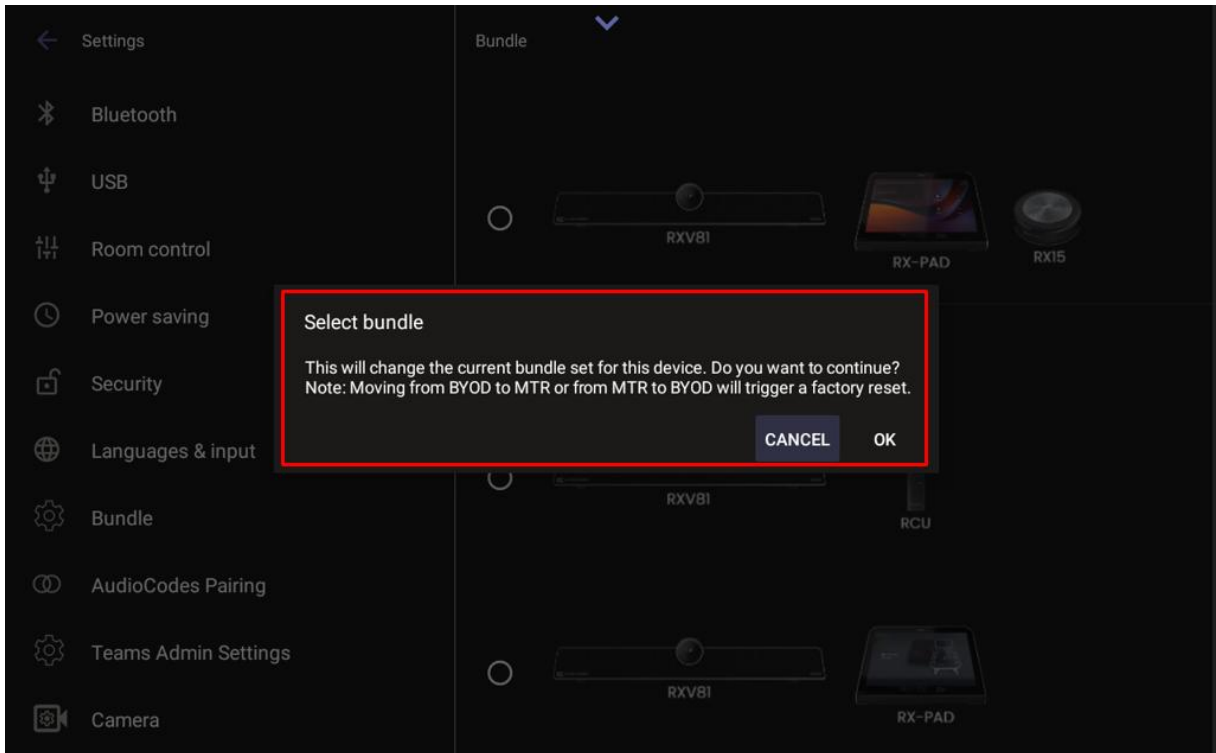 Settings
Bundle
Bluetooth
USB
Room control
Power saving
Security
Languages & input
Bundle
AudioCodes Pairing
Teams Admin Settings
Camera
RXV81
RX-PAD
RX15
Select bundle
This will change the current bundle set for this device. Do you want to continue?
Note: Moving from BYOD to MTR or from MTR to BYOD will trigger a factory reset.
CANCEL
OK
RXV81
RCU
RXV81
RX-PAD